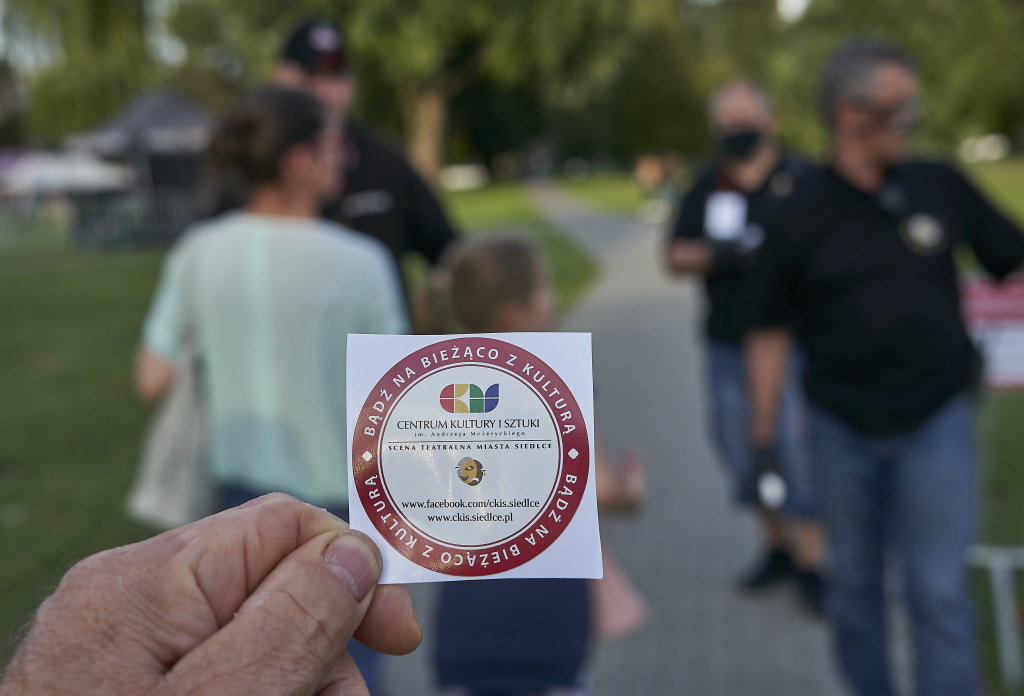 BĄDŹ NA BIEŻĄCO Z KULTURĄ
CKiS
CENTRUM KULTURY I SZTUKI
im. Andrzeja Meżeryckiego
SCENA TEATRALNA MIASTA SIEDLCE
www.facebook.com/ckis.siedlce
www.ckis.siedlce.pl
BĄDŹ NA BIEŻĄCO Z KULTURĄ